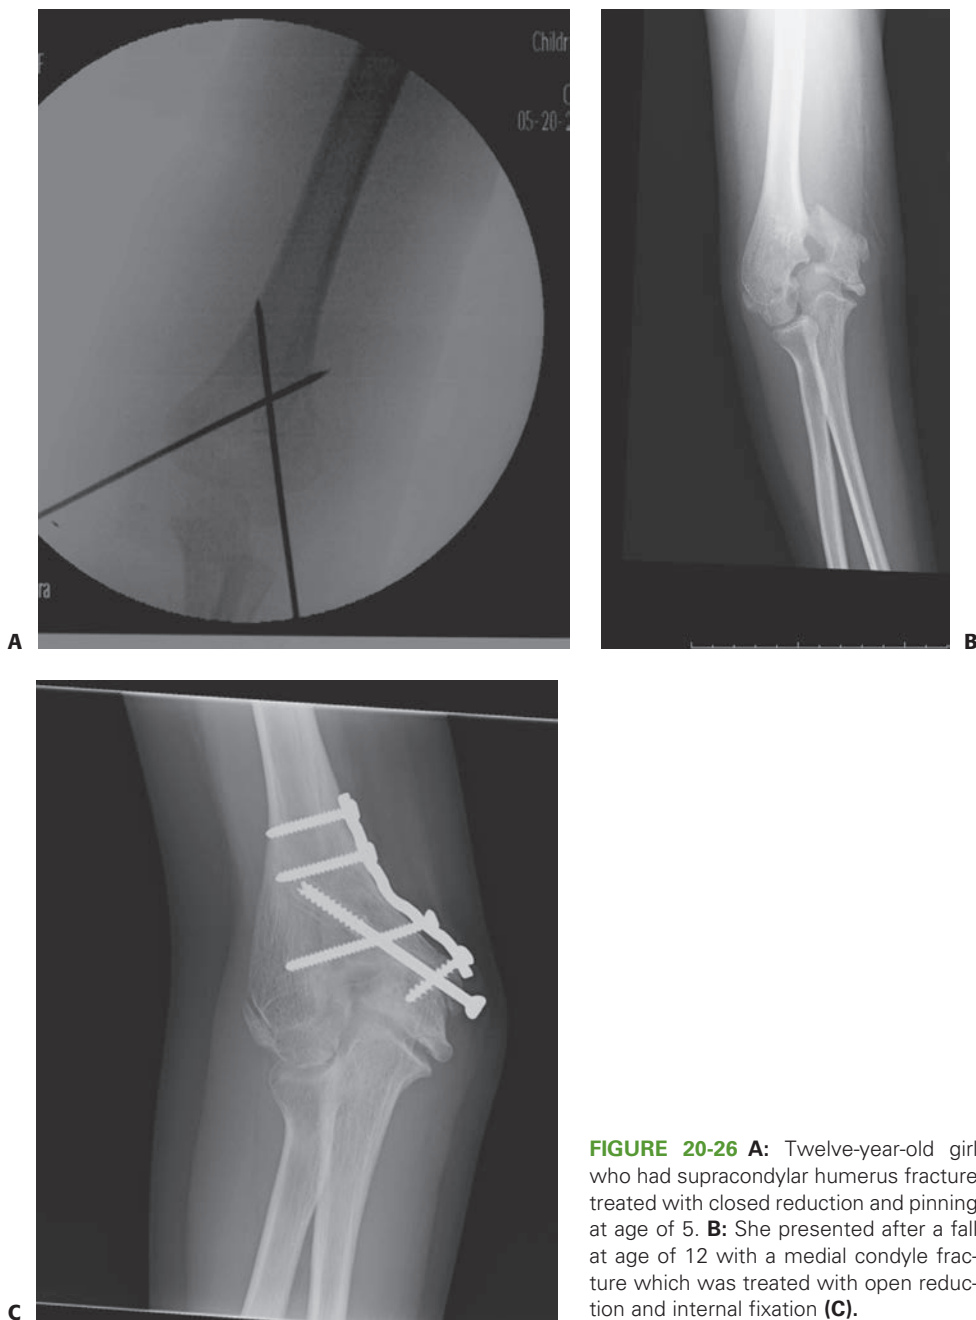 F
Childr
C
05-20-2
ra
A
B
C
FIGURE 20-26 A: Twelve-year-old girl
who had supracondylar humerus fracture
treated with closed reduction and pinning
at age of 5. B: She presented after a fall
at age of 12 with a medial condyle frac-
ture which was treated with open reduc-
tion and internal fixation (C).